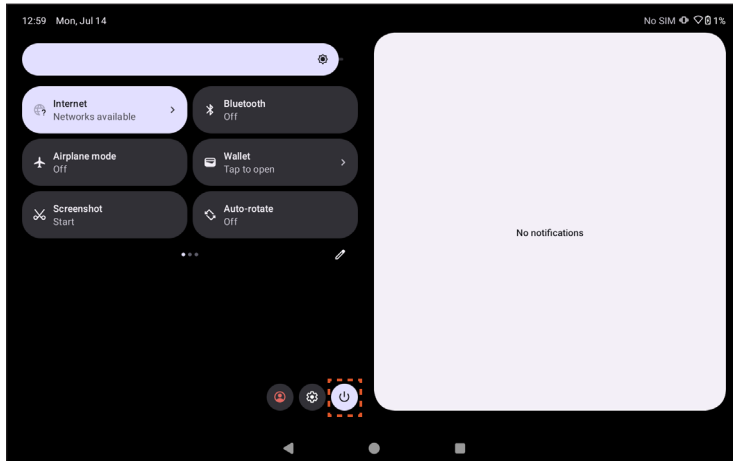 12:59 Mon, Jul 14
No SIM 1%
Internet
Networks available
Bluetooth
Off
Airplane mode
Off
Wallet
Tap to open
Screenshot
Start
Auto-rotate
Off
No notifications